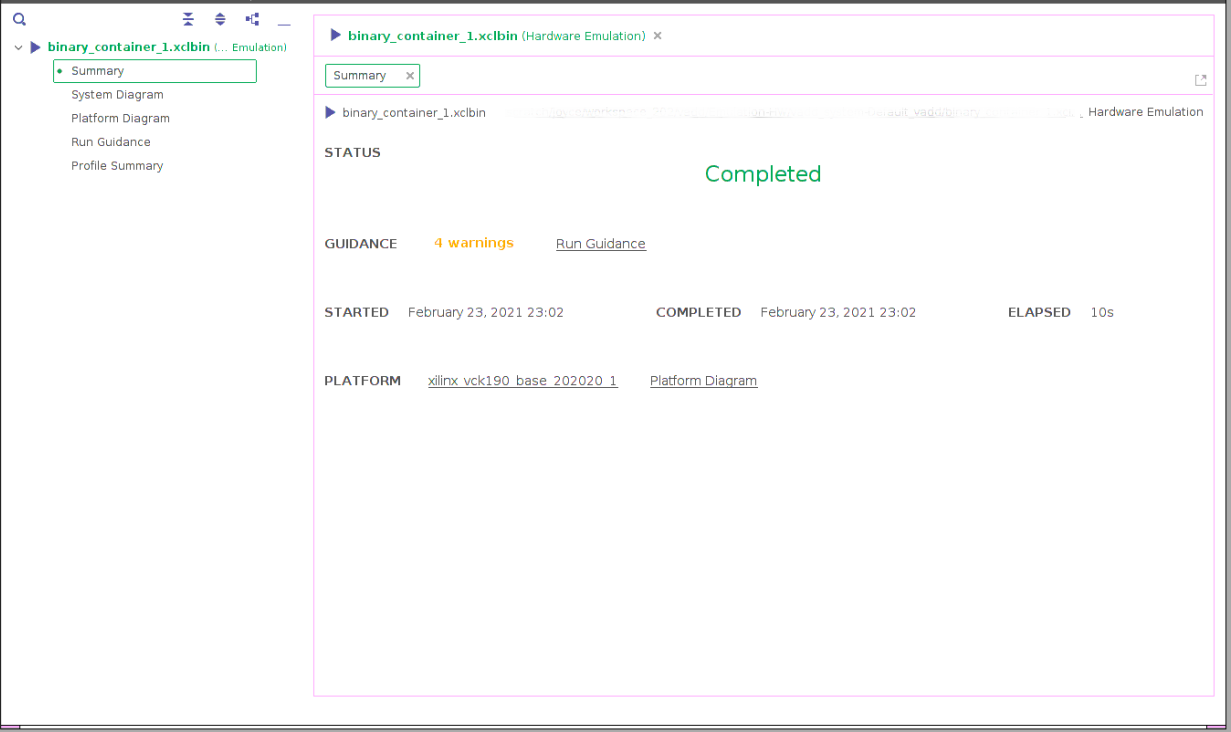 binary_container_1.xclbin (... Emulation)
Summary
System Diagram
Platform Diagram
Run Guidance
Profile Summary
binary_container_1.xclbin (Hardware Emulation)
Summary
binary_container_1.xclbin Hardware Emulation
STATUS
Completed
GUIDANCE 4 warnings Run Guidance
STARTED February 23, 2021 23:02 COMPLETED February 23, 2021 23:02 ELAPSED 10s
PLATFORM xilinx_vck190_base_202020_1 Platform Diagram